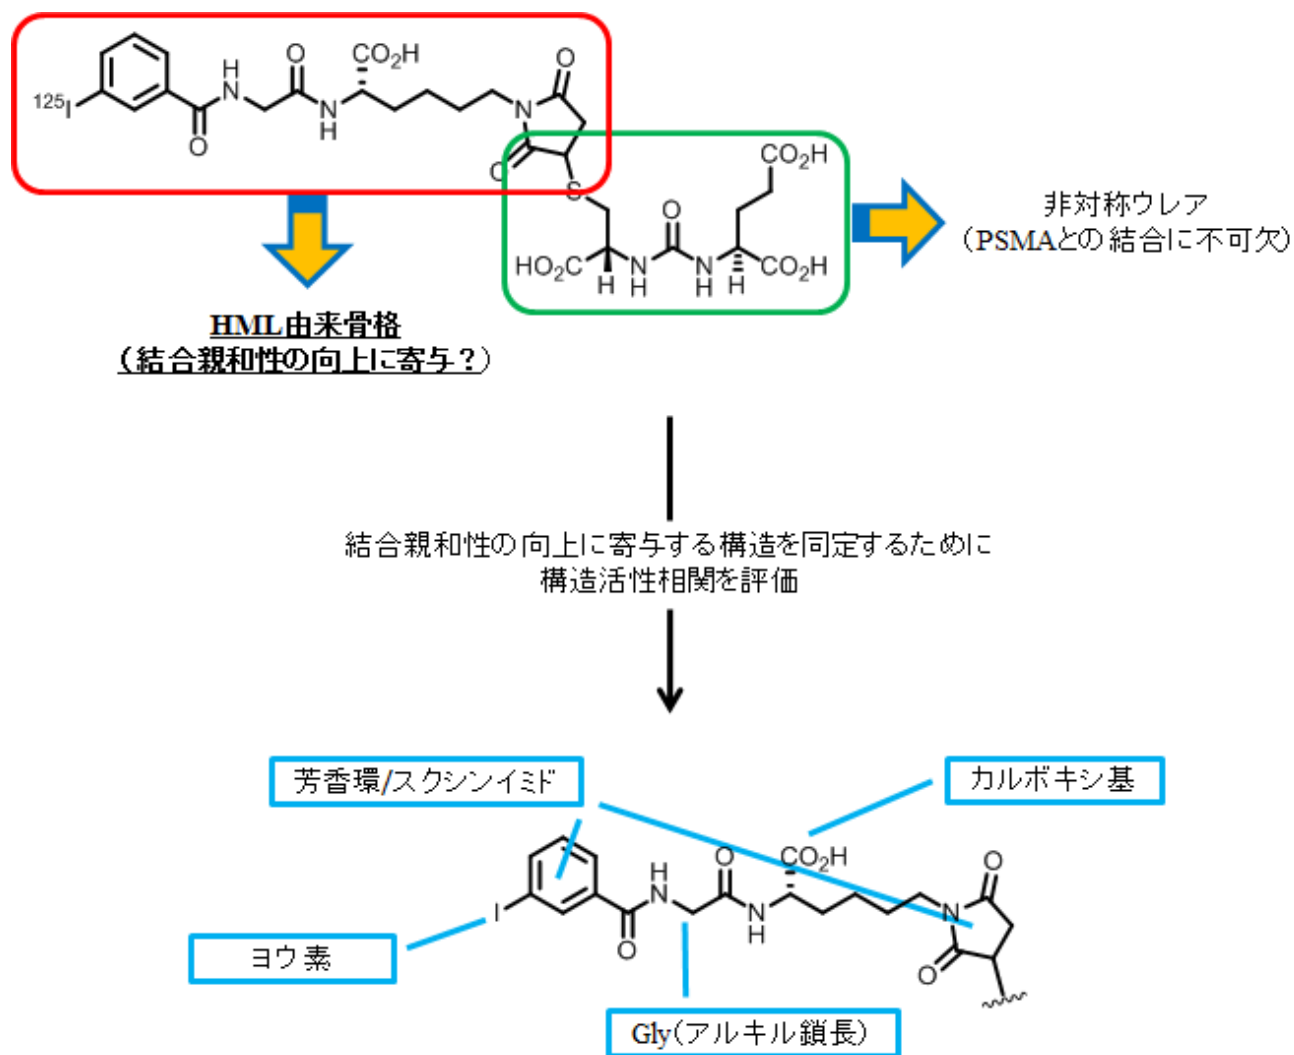 O
CO₂H
O
H
N
N
H
O
¹²⁵I
N
O
S
CO₂H
O
HO₂C
N
H
N
H
H
H
CO₂H
非対称ウレア
(PSMAとの結合に不可欠)
HML由来骨格
(結合親和性の向上に寄与?)
結合親和性の向上に寄与する構造を同定するために
構造活性相関を評価
芳香環/スクシンイミド
カルボキシ基
O
CO₂H
O
H
N
I
O
N
H
N
O
ヨウ素
Gly(アルキル鎖長)